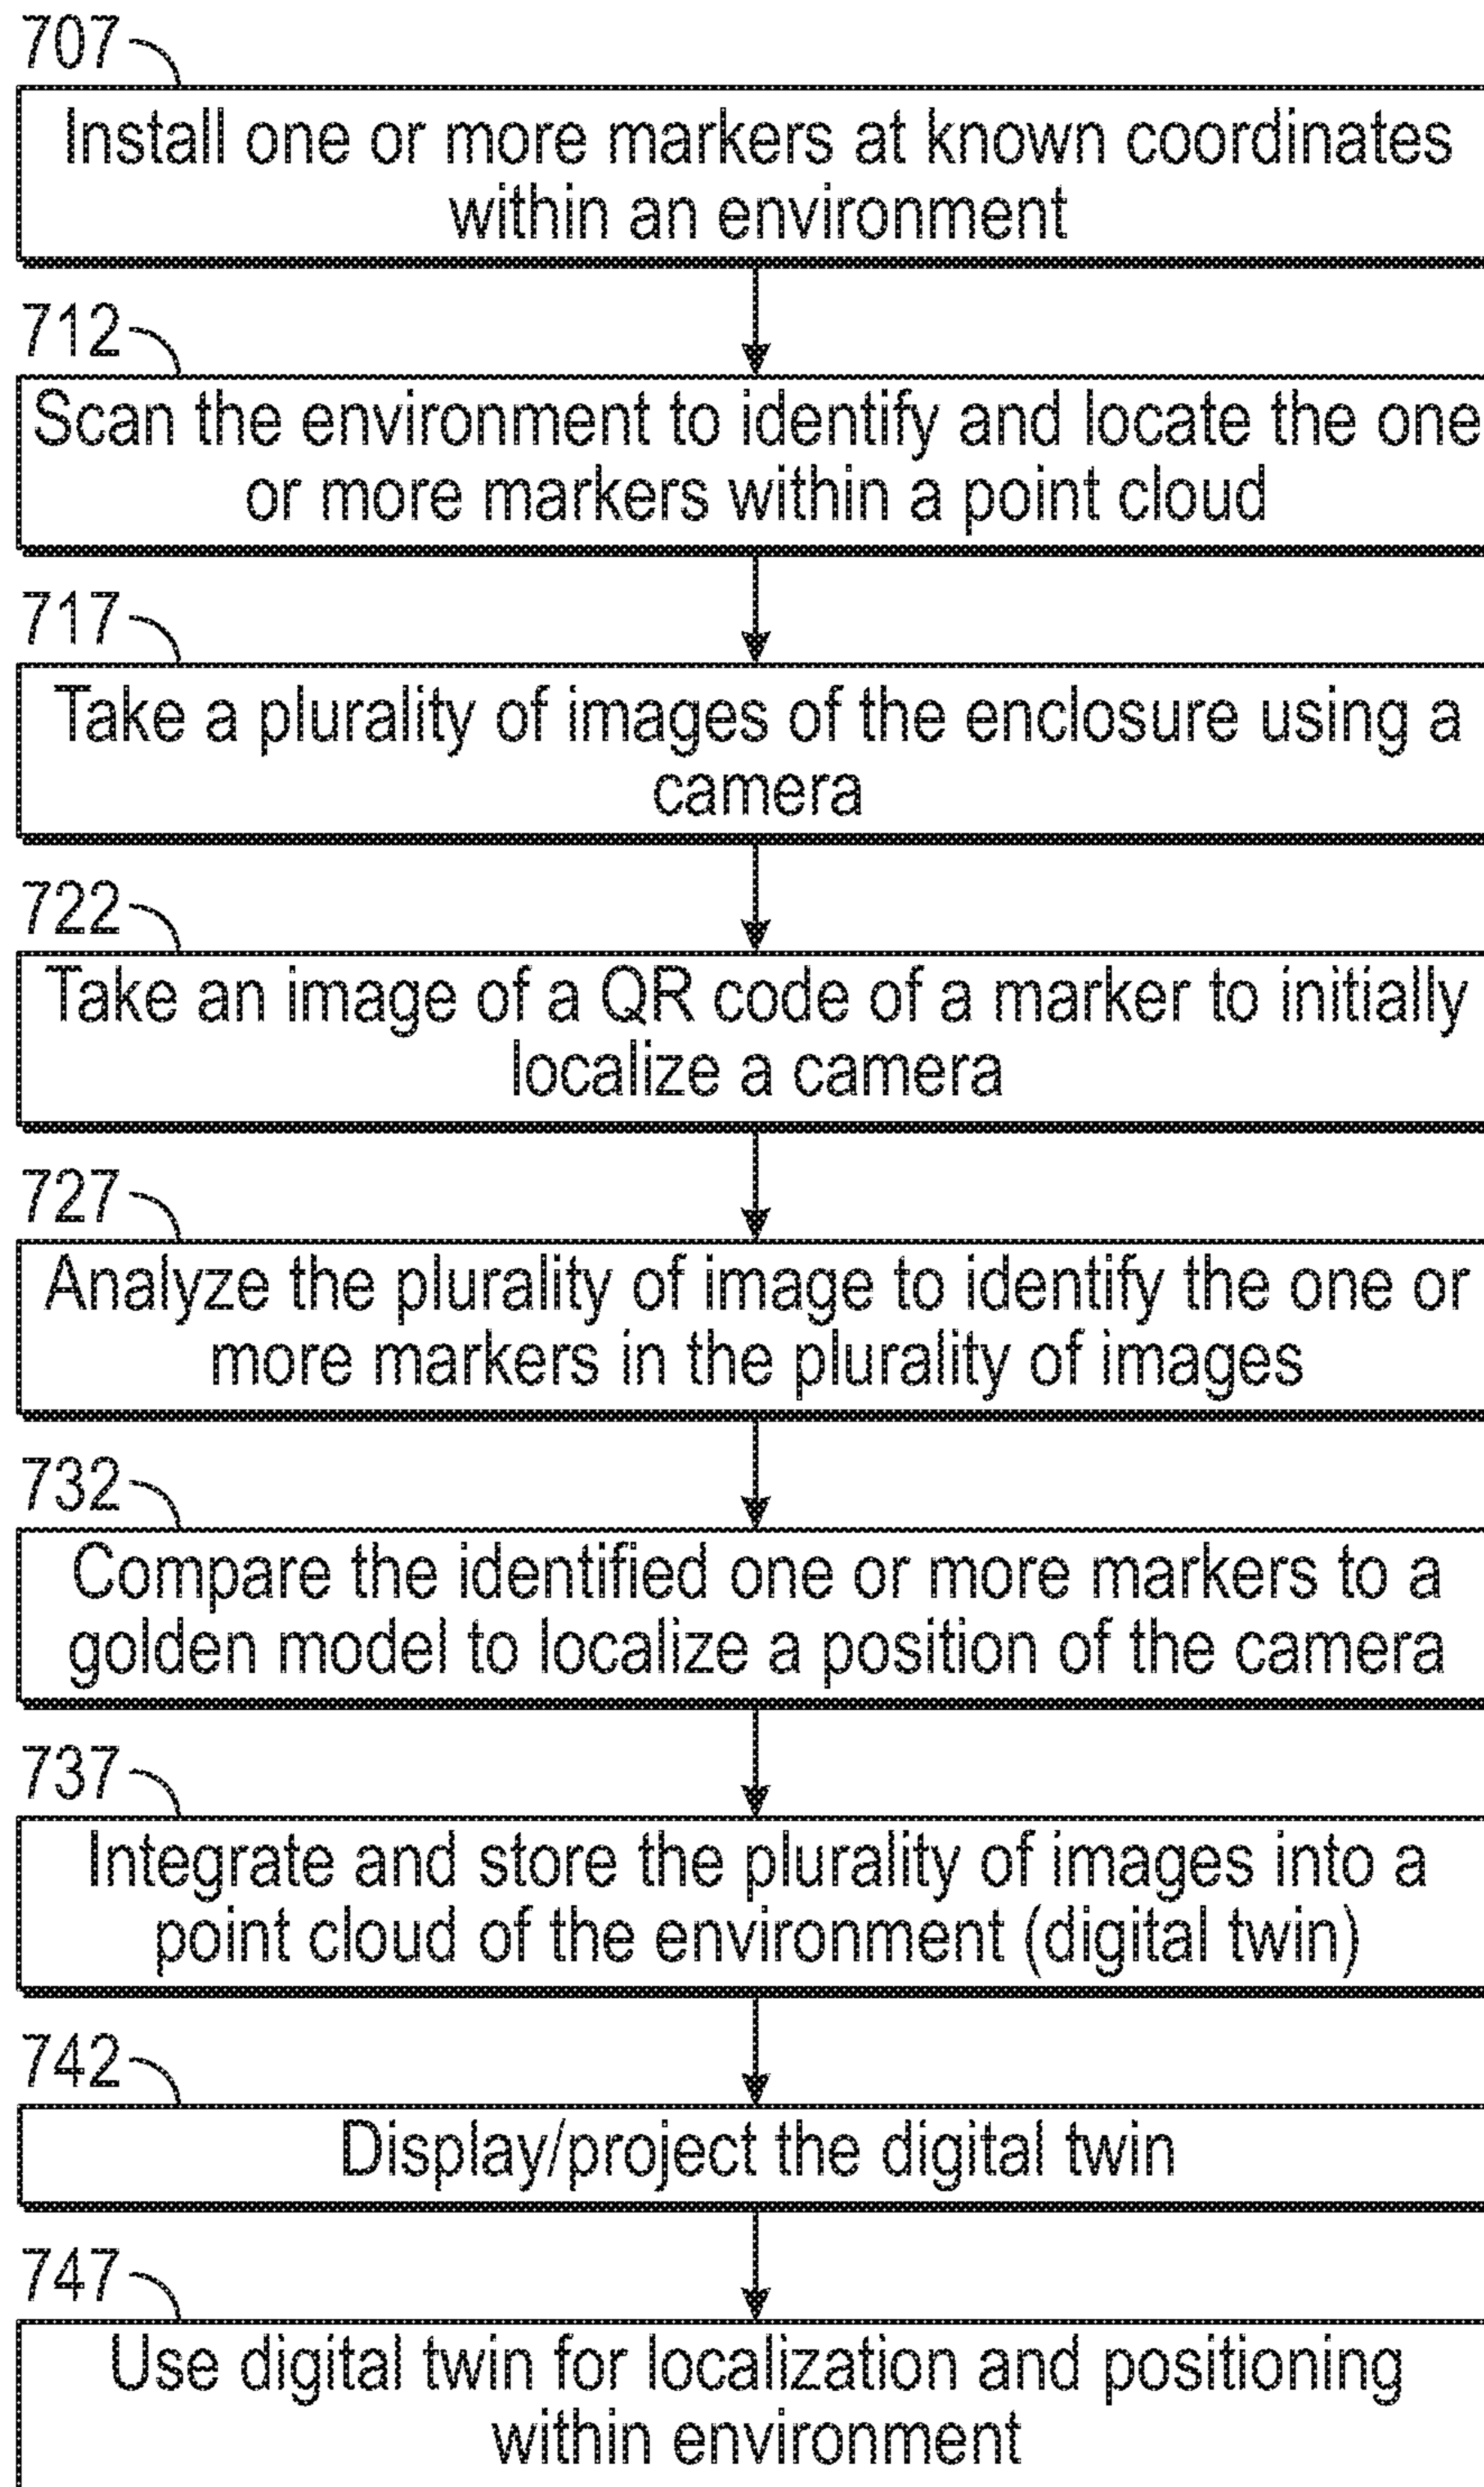 707
Install one or more markers at known coordinates
within an environment
712
Scan the environment to identify and locate the one
or more markers within a point cloud
717
Take a plurality of images of the enclosure using a
camera
722
Take an image of a QR code of a marker to initially
localize a camera
727
Analyze the plurality of image to identify the one or
more markers in the plurality of images
732
Compare the identified one or more markers to a
golden model to localize a position of the camera
737
Integrate and store the plurality of images into a
point cloud of the environment (digital twin)
742
Display/project the digital twin
747
Use digital twin for localization and positioning
within environment